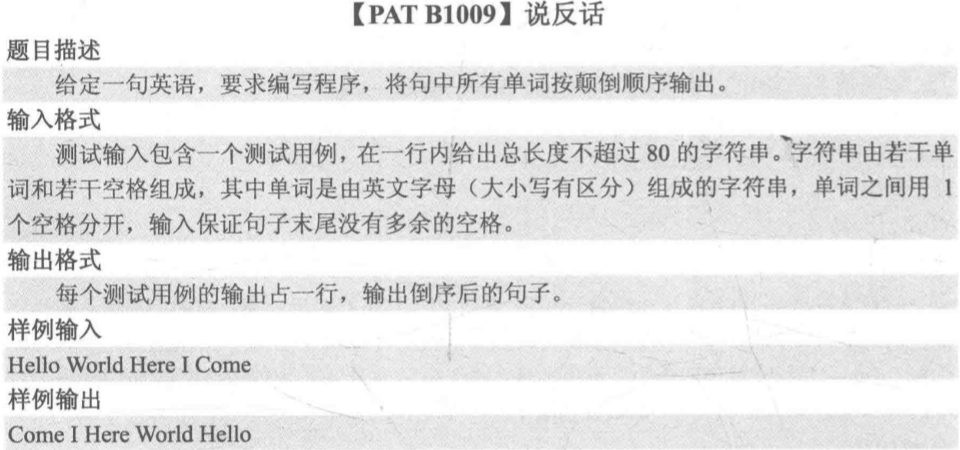 【PAT B1009】说反话
题目描述
给定一句英语，要求编写程序，将句中所有单词按颠倒顺序输出。
输入格式
测试输入包含一个测试用例，在一行内给出总长度不超过 80 的字符串。字符串由若干单
词和若干空格组成，其中单词是由英文字母（大小写有区分）组成的字符串，单词之间用 1
个空格分开，输入保证句子末尾没有多余的空格。
输出格式
每个测试用例的输出占一行，输出倒序后的句子。
样例输入
Hello World Here I Come
样例输出
Come I Here World Hello